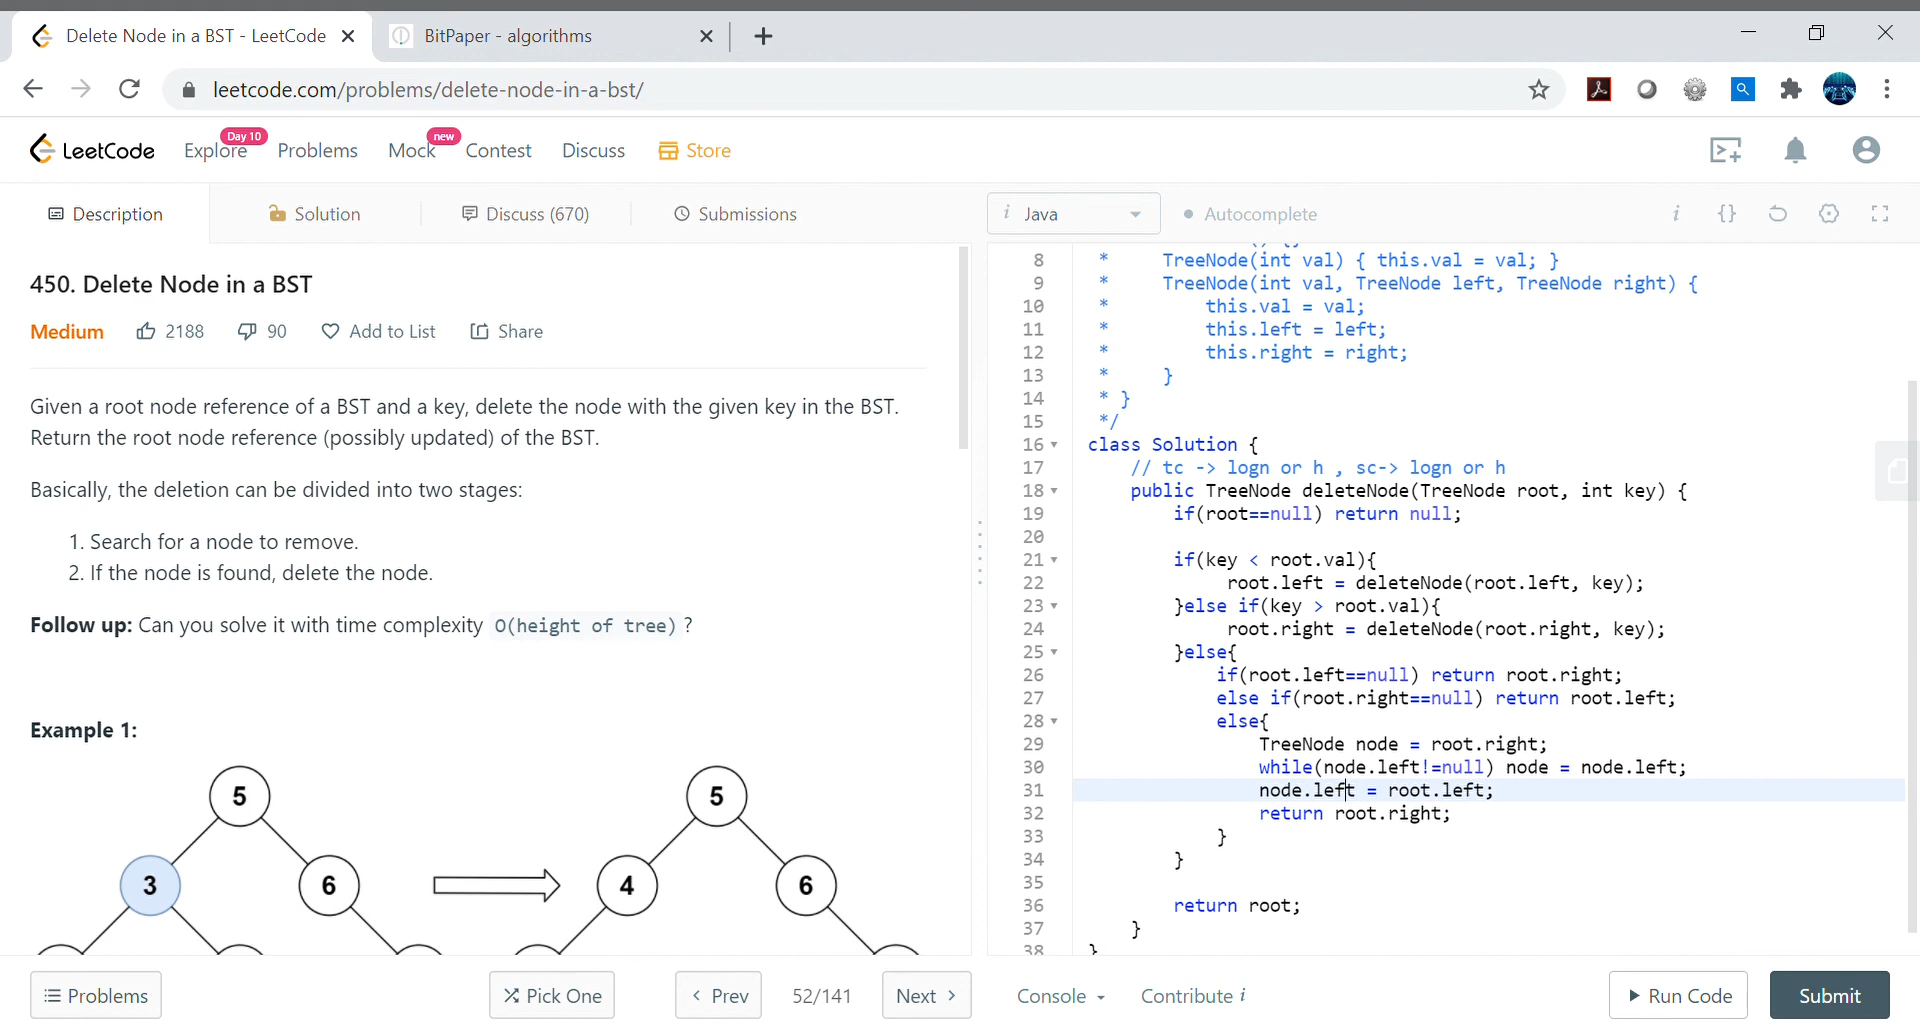 Delete Node in a BST - LeetCode
BitPaper - algorithms
leetcode.com/problems/delete-node-in-a-bst/
LeetCode
Explore
Day 10
Problems
Mock
new
Contest
Discuss
Store
Description
Solution
Discuss (670)
Submissions
i Java
Autocomplete
i {}
450. Delete Node in a BST
Medium
2188
90
Add to List
Share
Given a root node reference of a BST and a key, delete the node with the given key in the BST.
Return the root node reference (possibly updated) of the BST.
Basically, the deletion can be divided into two stages:
1. Search for a node to remove.
2. If the node is found, delete the node.
Follow up: Can you solve it with time complexity O(height of tree) ?
Example 1:
5
3
6
5
4
6
8 * TreeNode(int val) { this.val = val; }
9 * TreeNode(int val, TreeNode left, TreeNode right) {
10 * this.val = val;
11 * this.left = left;
12 * this.right = right;
13 * }
14 * }
15 */
16 class Solution {
17 // tc -> logn or h , sc-> logn or h
18 public TreeNode deleteNode(TreeNode root, int key) {
19 if(root==null) return null;
20
21 if(key < root.val){
22 root.left = deleteNode(root.left, key);
23 }else if(key > root.val){
24 root.right = deleteNode(root.right, key);
25 }else{
26 if(root.left==null) return root.right;
27 else if(root.right==null) return root.left;
28 else{
29 TreeNode node = root.right;
30 while(node.left!=null) node = node.left;
31 node.left = root.left;
32 return root.right;
33 }
34 }
35
36 return root;
37 }
38 }
Problems
Pick One
< Prev
52/141
Next >
Console
Contribute i
Run Code
Submit